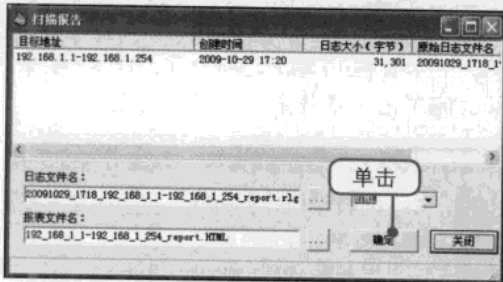 扫描报告
目标地址 创建时间 日志大小(字节) 原始日志文件名
192.168.1.1-192.168.1.254 2009-10-29 17:20 31,301 20091029_1718_1
日志文件名:
20091029_1718_192_168_1_1-192_168_1_254_report.rlg ...
单击
报表文件名:
192_168_1_1-192_168_1_254_report.HTML ...
确定 关闭